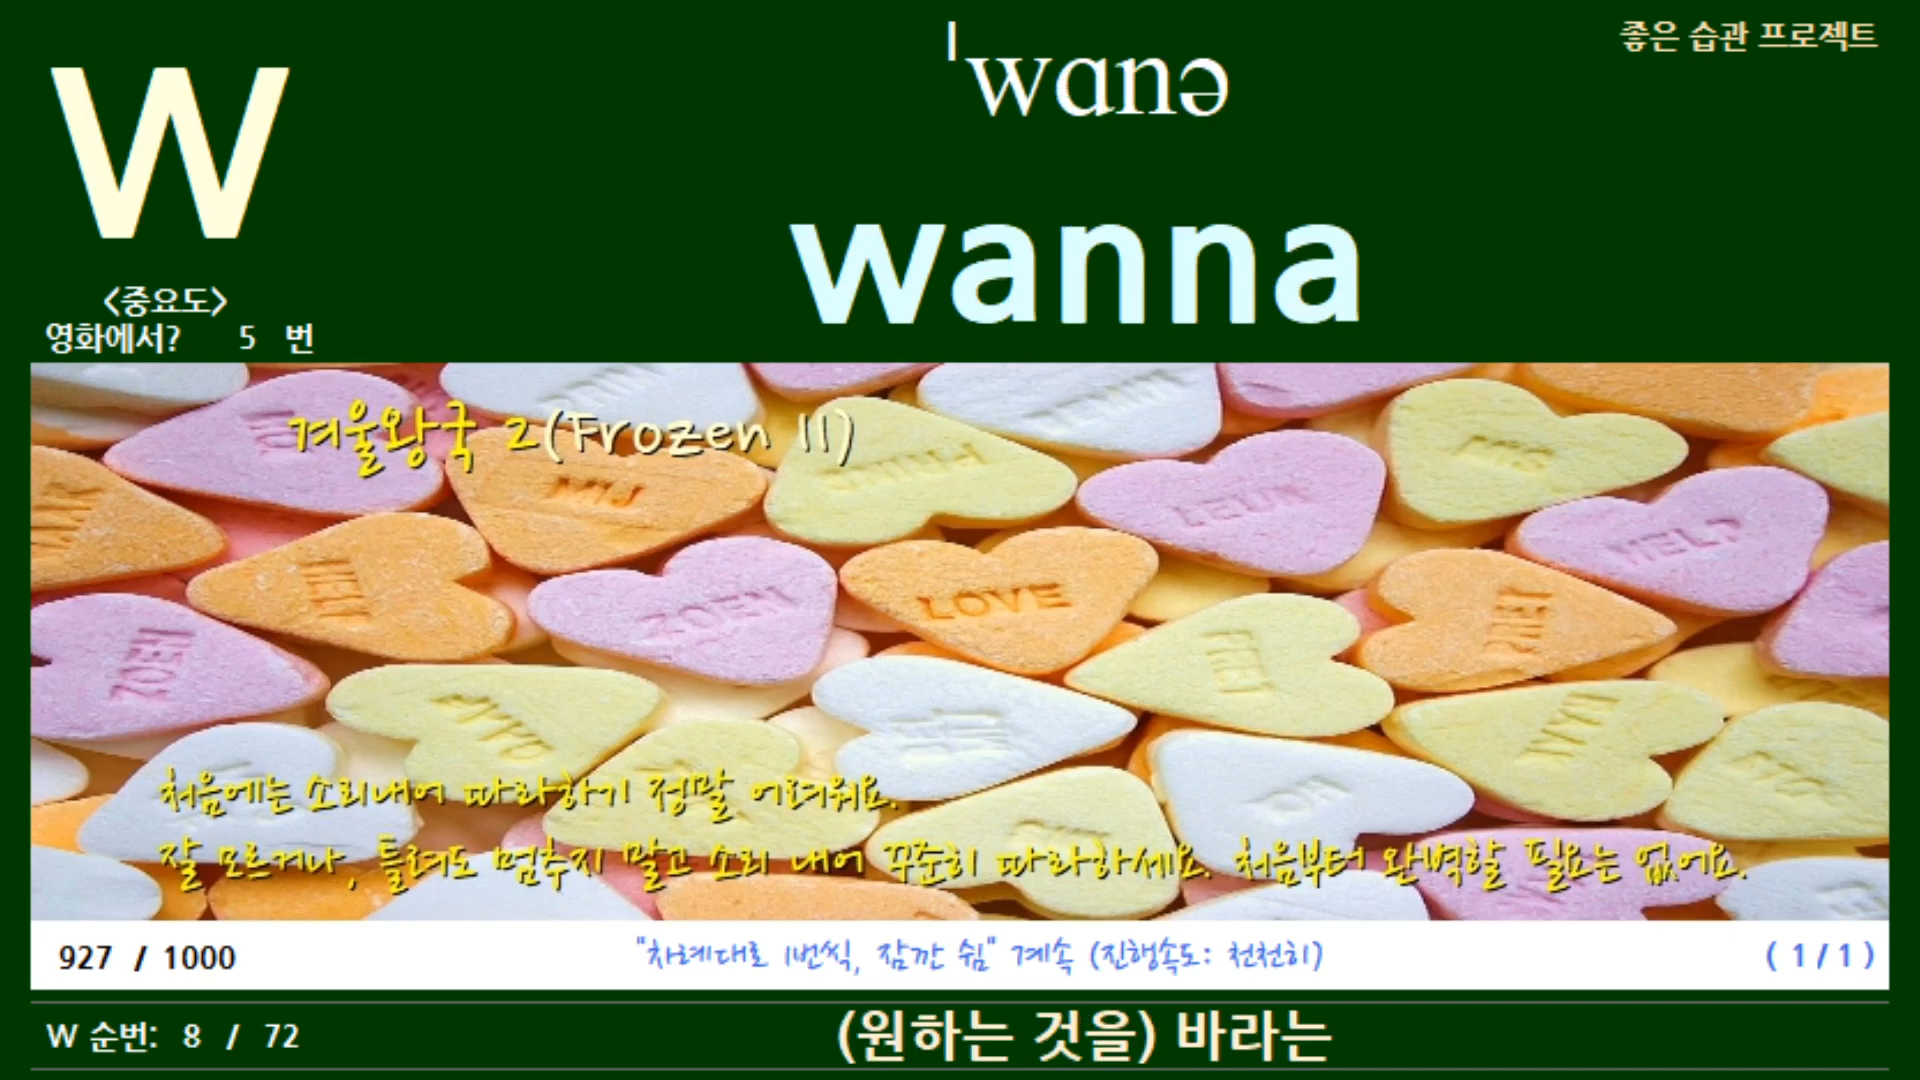 좋은 습관 프로젝트
W
ˈwɑnə
wanna
<중요도>
영화에서? 5 번
겨울왕국 2(Frozen II)
MIJ
LEUK
HELP
ZOEN
LOVE
처음에는 소리내어 따라하기 정말 어려워요.
잘 모르거나, 틀려도 멈추지 말고 소리 내어 꾸준히 따라하세요. 처음부터 완벽할 필요는 없어요.
927 / 1000
"차례대로 1번씩, 잠깐 쉼" 계속 (진행속도: 천천히)
( 1 / 1 )
W 순번: 8 / 72
(원하는 것을) 바라는